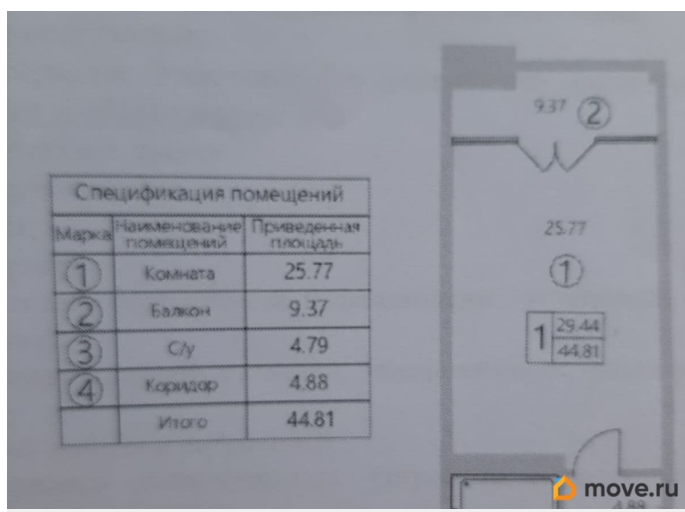 Спецификация помещений
Марка Наименование помещений Приведенная площадь
1 Комната 25.77
2 Балкон 9.37
3 С/у 4.79
4 Коридор 4.88
Итого 44.81
9.37 2
25.77
1
1 29.44
44.81
4.88
move.ru